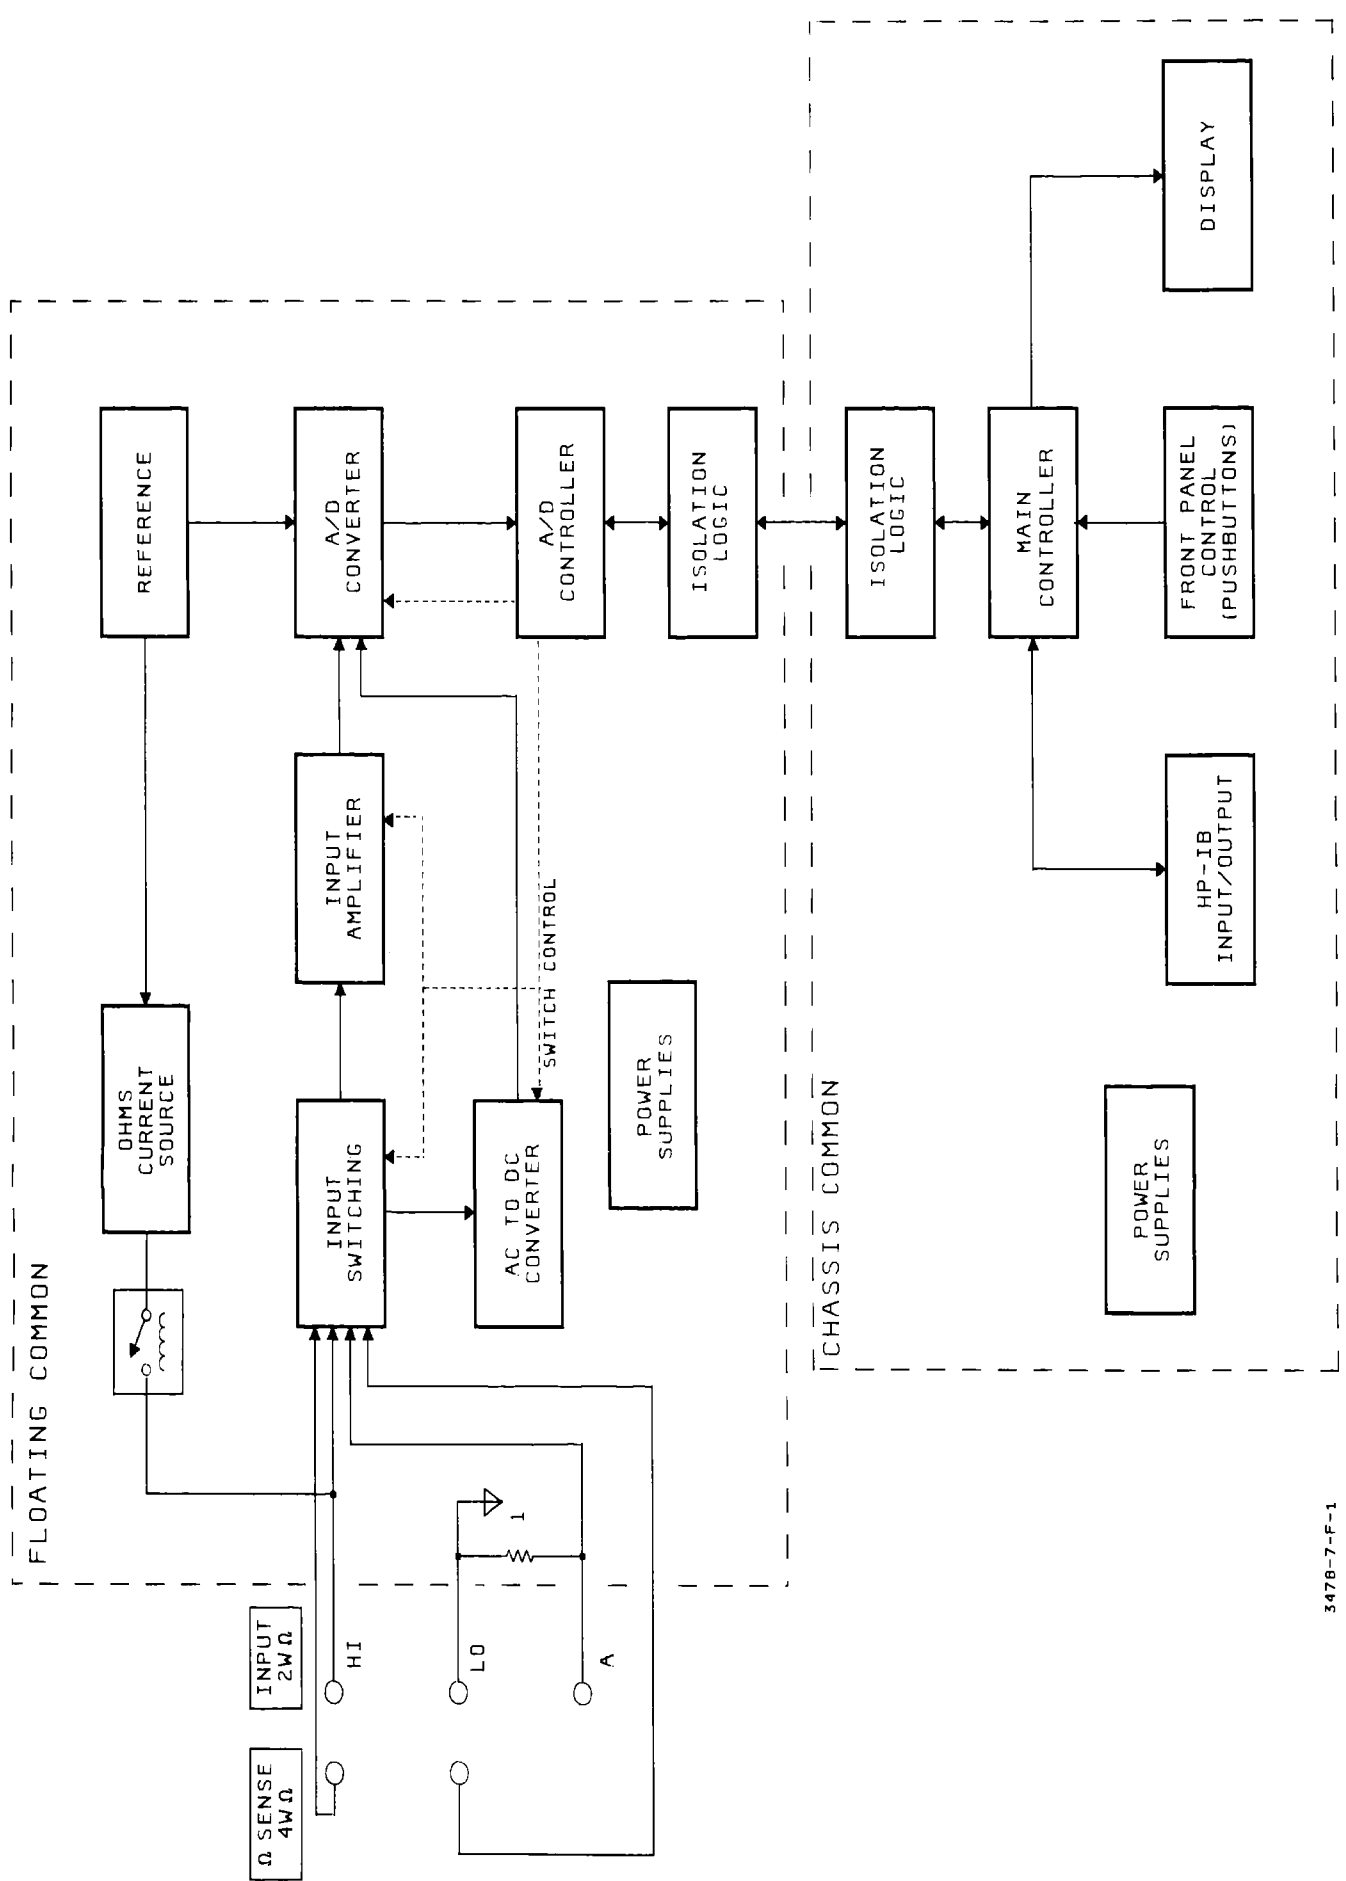 FLOATING COMMON
Ω SENSE
4WΩ
INPUT
2WΩ
HI
LO
A
1
OHMS
CURRENT
SOURCE
REFERENCE
INPUT
SWITCHING
INPUT
AMPLIFIER
A/D
CONVERTER
AC TO DC
CONVERTER
SWITCH CONTROL
A/D
CONTROLLER
POWER
SUPPLIES
ISOLATION
LOGIC
CHASSIS COMMON
ISOLATION
LOGIC
MAIN
CONTROLLER
POWER
SUPPLIES
HP-IB
INPUT/OUTPUT
FRONT PANEL
CONTROL
(PUSHBUTTONS)
DISPLAY
3478-7-F-1